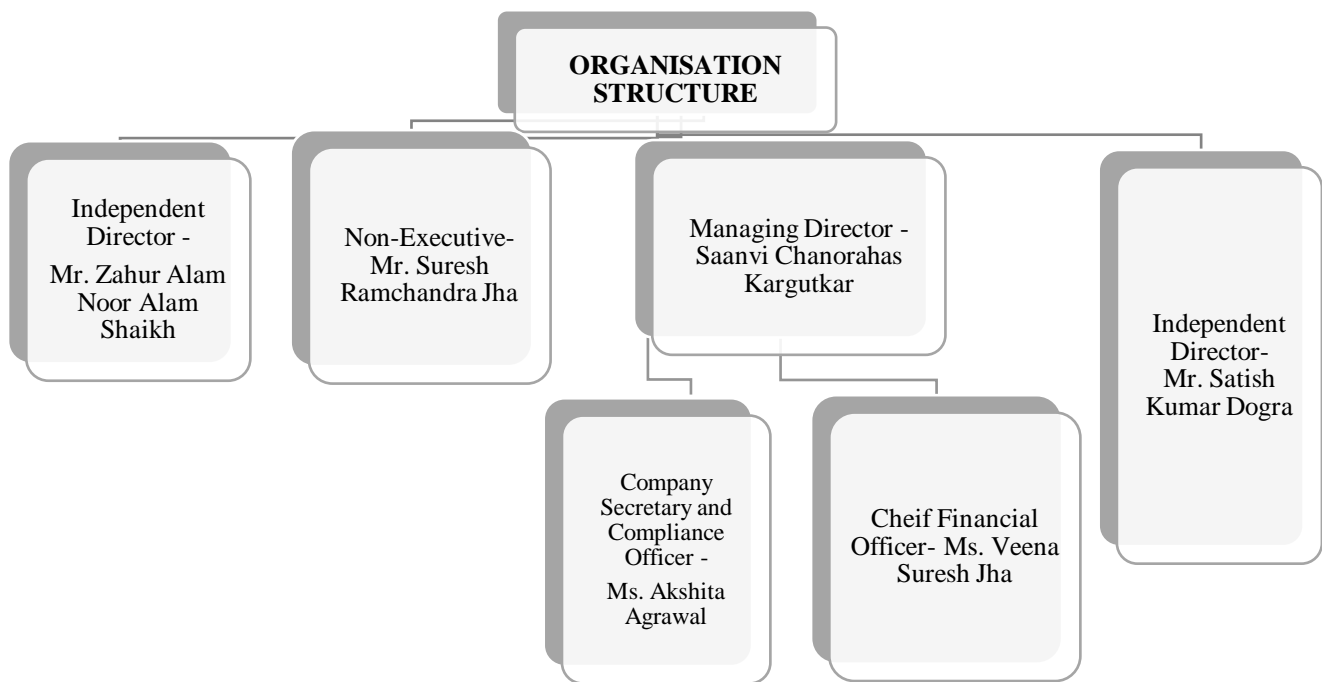 ORGANISATION
STRUCTURE
Independent
Director -
Mr. Zahur Alam
Noor Alam
Shaikh
Non-Executive-
Mr. Suresh
Ramchandra Jha
Managing Director -
Saanvi Chanorahas
Kargutkar
Independent
Director-
Mr. Satish
Kumar Dogra
Company
Secretary and
Compliance
Officer -
Ms. Akshita
Agrawal
Cheif Financial
Officer- Ms. Veena
Suresh Jha